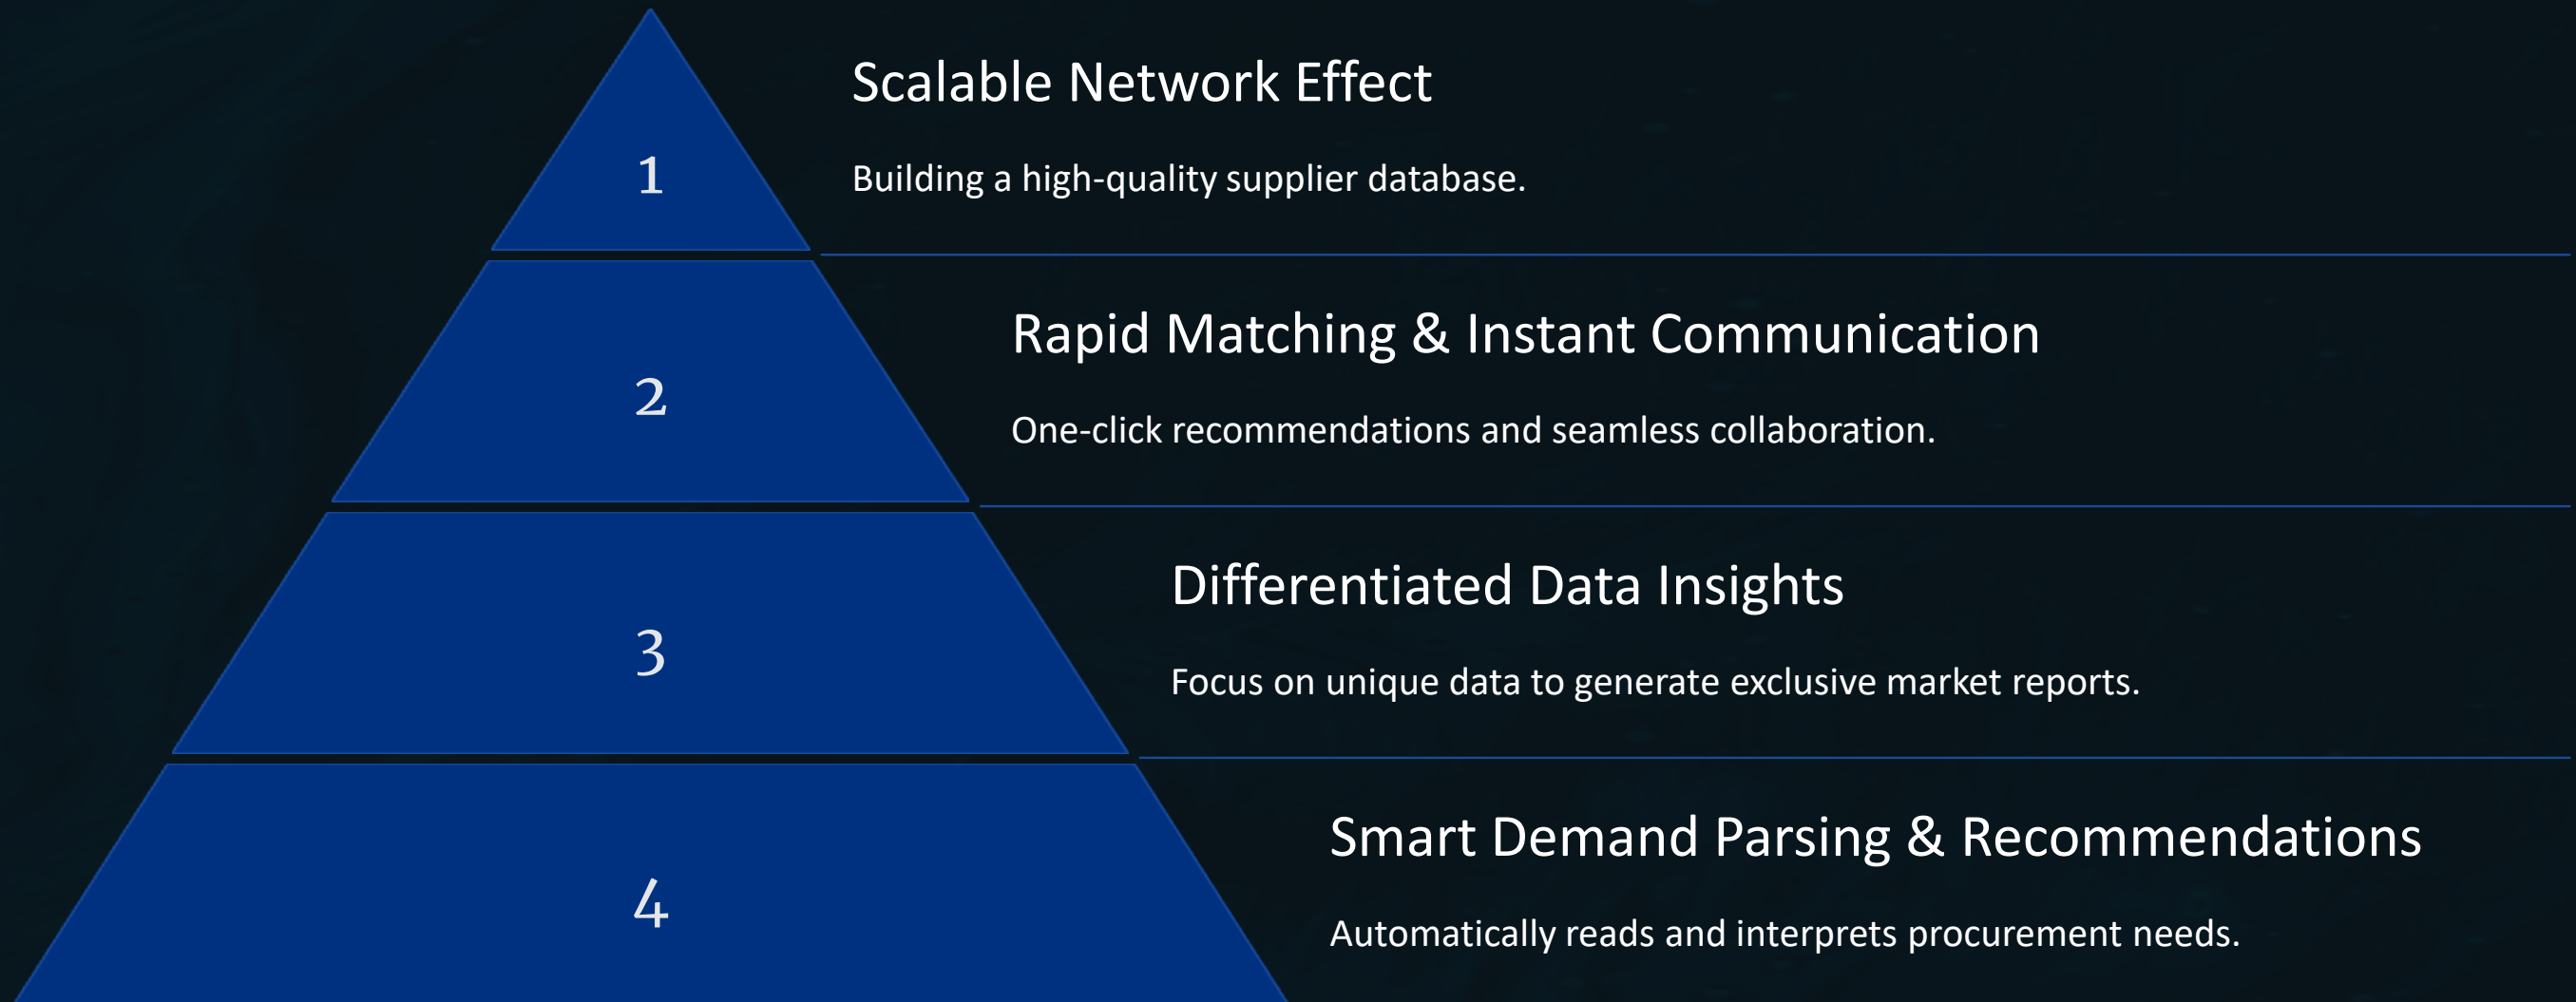 1
Scalable Network Effect
Building a high-quality supplier database.
2
Rapid Matching & Instant Communication
One-click recommendations and seamless collaboration.
3
Differentiated Data Insights
Focus on unique data to generate exclusive market reports.
4
Smart Demand Parsing & Recommendations
Automatically reads and interprets procurement needs.